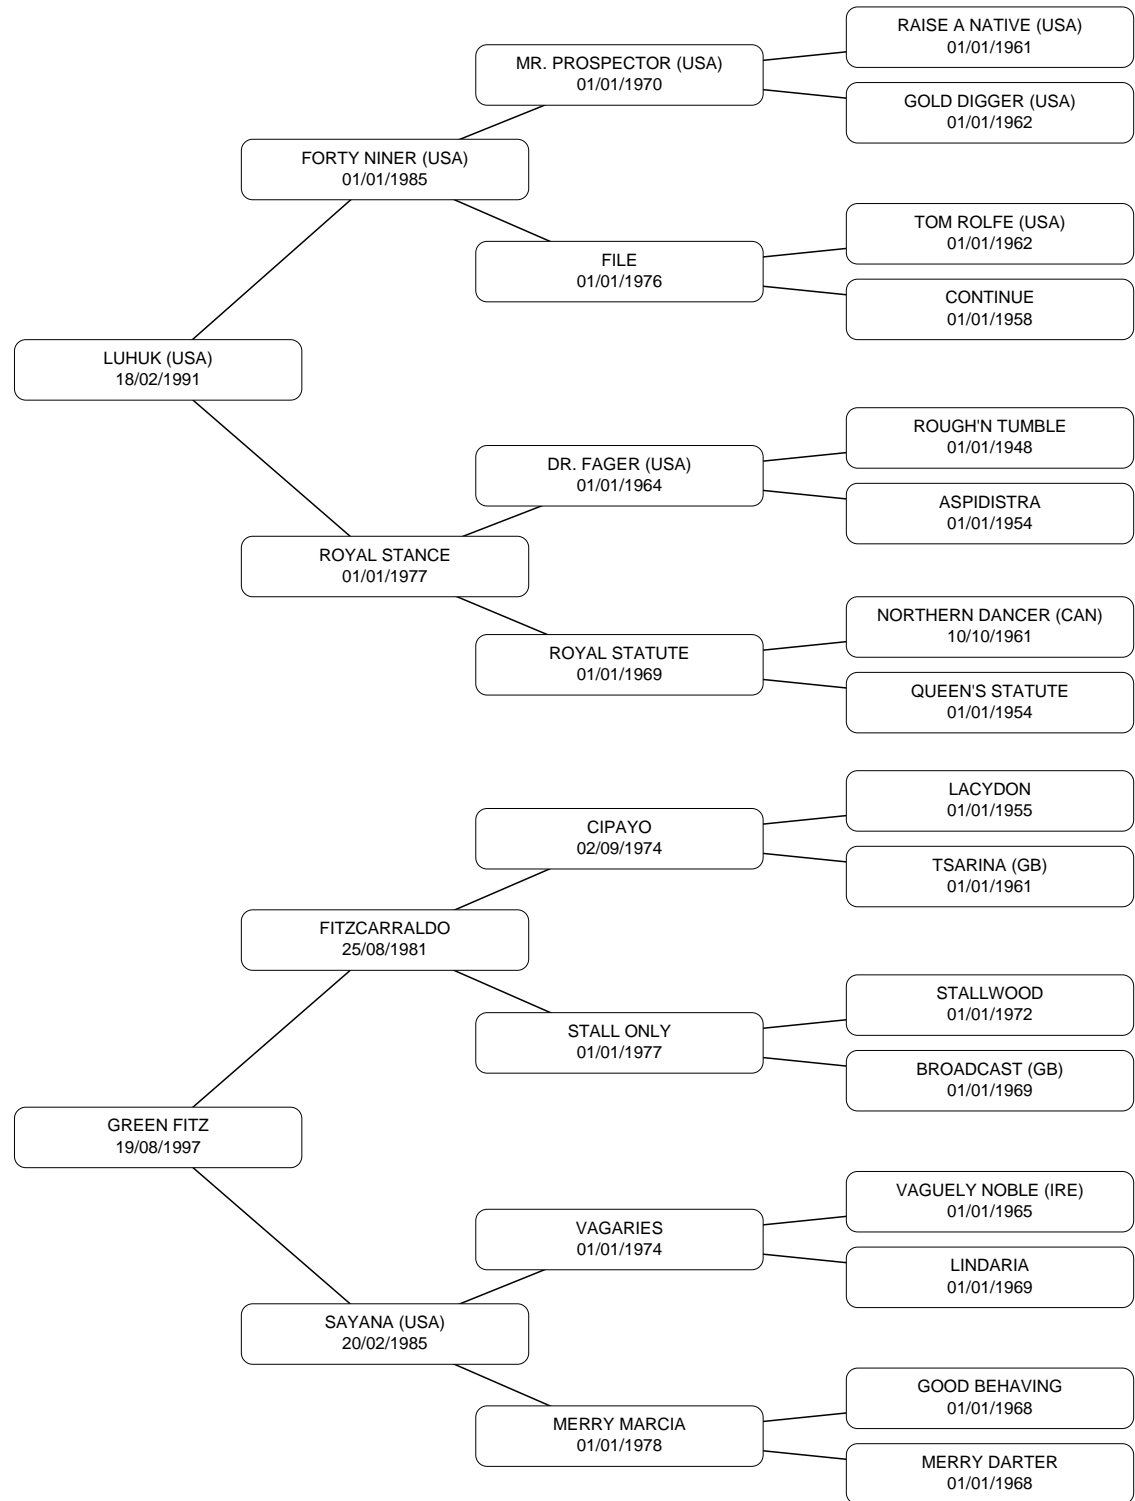 RAISE A NATIVE (USA)
01/01/1961
MR. PROSPECTOR (USA)
01/01/1970
GOLD DIGGER (USA)
01/01/1962
FORTY NINER (USA)
01/01/1985
TOM ROLFE (USA)
01/01/1962
FILE
01/01/1976
CONTINUE
01/01/1958
LUHUK (USA)
18/02/1991
ROUGH'N TUMBLE
01/01/1948
DR. FAGER (USA)
01/01/1964
ASPIDISTRA
01/01/1954
ROYAL STANCE
01/01/1977
NORTHERN DANCER (CAN)
10/10/1961
ROYAL STATUTE
01/01/1969
QUEEN'S STATUTE
01/01/1954
LACYDON
01/01/1955
CIPAYO
02/09/1974
TSARINA (GB)
01/01/1961
FITZCARRALDO
25/08/1981
STALLWOOD
01/01/1972
STALL ONLY
01/01/1977
BROADCAST (GB)
01/01/1969
GREEN FITZ
19/08/1997
VAGUELY NOBLE (IRE)
01/01/1965
VAGARIES
01/01/1974
LINDARIA
01/01/1969
SAYANA (USA)
20/02/1985
GOOD BEHAVING
01/01/1968
MERRY MARCIA
01/01/1978
MERRY DARTER
01/01/1968